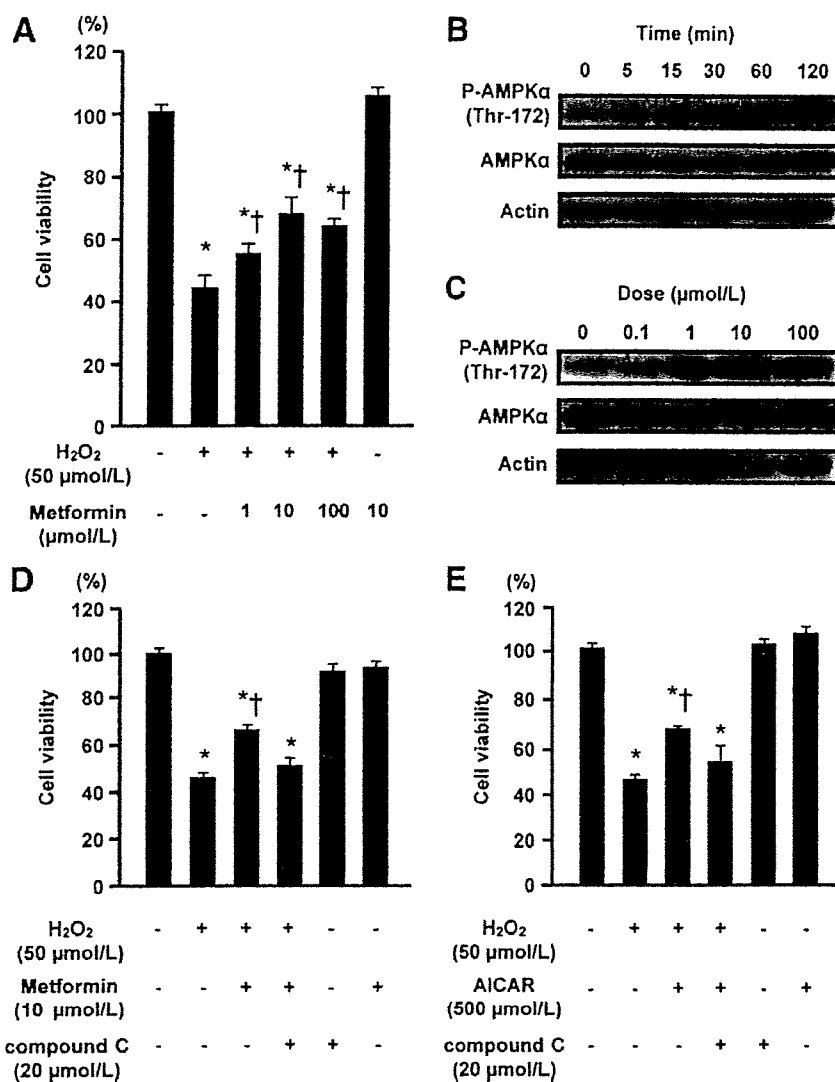 A
(%)
120
100
80
60
40
20
0
Cell viability
*
*†
*†
*†
H₂O₂ - + + + + -
(50 µmol/L)
Metformin - - 1 10 100 10
(µmol/L)
B
Time (min)
0 5 15 30 60 120
P-AMPKα
(Thr-172)
AMPKα
Actin
C
Dose (µmol/L)
0 0.1 1 10 100
P-AMPKα
(Thr-172)
AMPKα
Actin
D
(%)
120
100
80
60
40
20
0
Cell viability
*
*†
*
H₂O₂ - + + + - -
(50 µmol/L)
Metformin - - + + - +
(10 µmol/L)
compound C - - - + + -
(20 µmol/L)
E
(%)
120
100
80
60
40
20
0
Cell viability
*
*†
*
H₂O₂ - + + + - -
(50 µmol/L)
AICAR - - + + - +
(500 µmol/L)
compound C - - - + + -
(20 µmol/L)